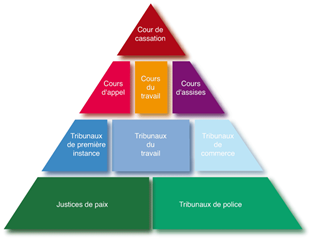 Cour de
cassation
Cours
d'appel
Cours
du
travail
Cours
d'assises
Tribunaux
de première
instance
Tribunaux
du
travail
Tribunaux
de
commerce
Justices de paix
Tribunaux de police